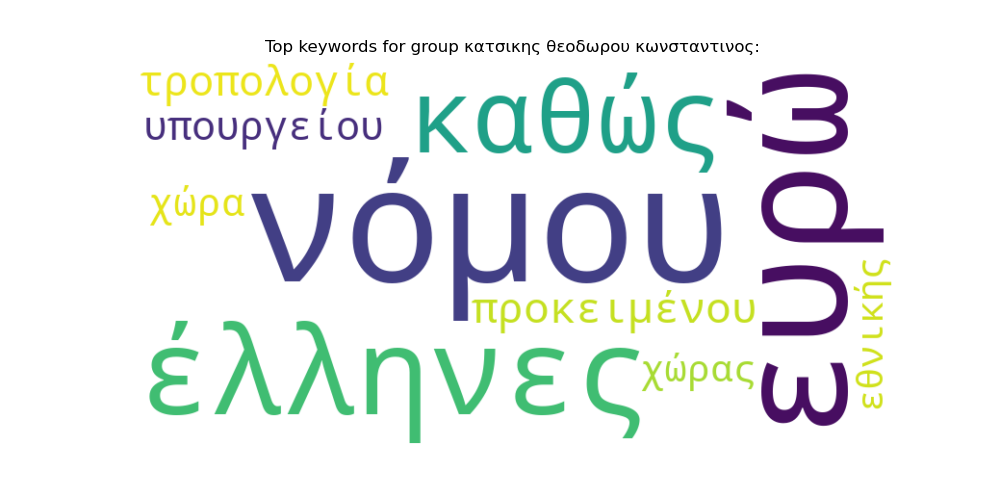 Top keywords for group κατσικης θεοδωρου κωνσταντινος:
τροπολογία
καθώς
ευρώ
υπουργείου
χώρα
νόμου
προκειμένου
εθνικής
έλληνες
χώρας